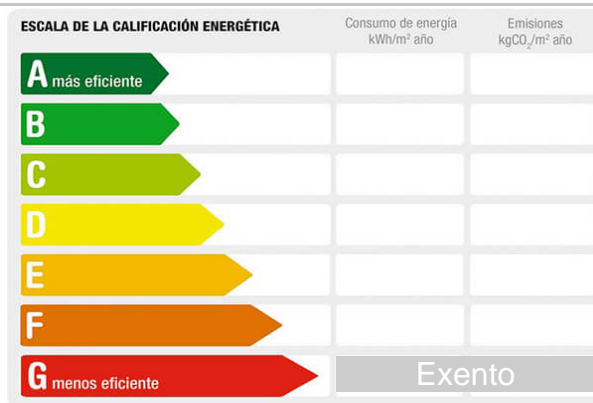 ESCALA DE LA CALIFICACIÓN ENERGÉTICA
Consumo de energía
kWh/m² año
Emisiones
kgCO₂/m² año
A más eficiente
B
C
D
E
F
G menos eficiente
Exento